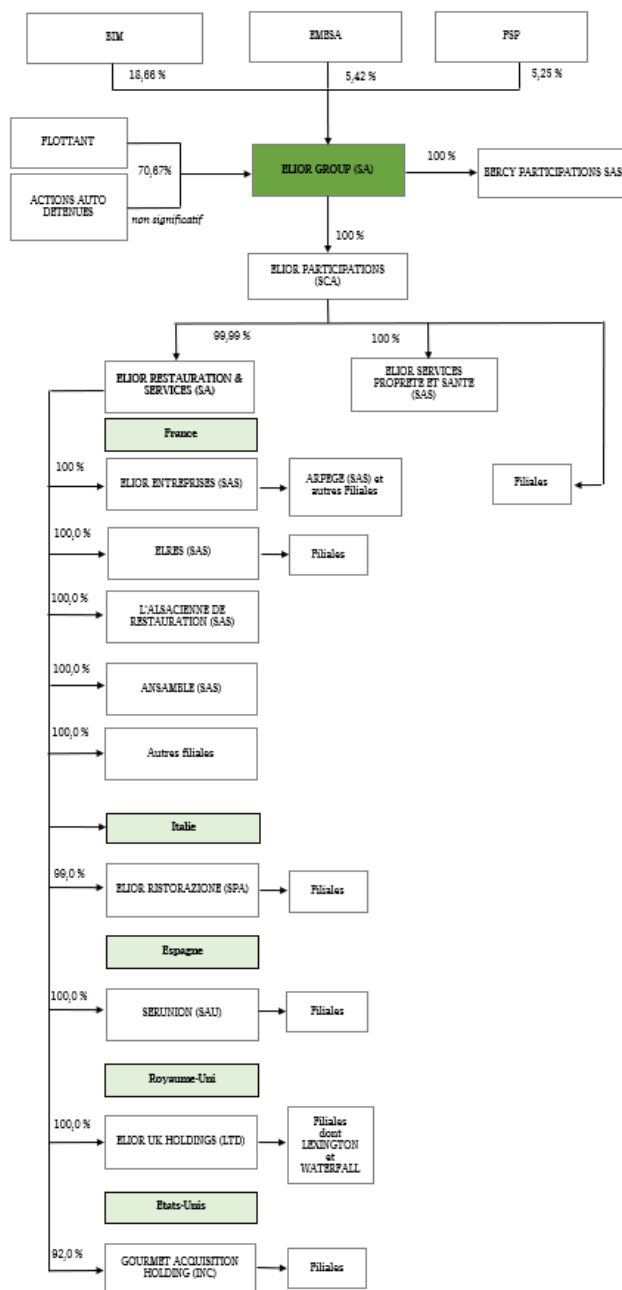 BIM
EMESA
FSP
18,66 %
5,42 %
5,25 %
FLOTTANT
70,67%
ACTIONS AUTO
DETENUES
non significatif
ELIOR GROUP (SA)
100 %
BERCY PARTICIPATIONS SAS
100 %
ELIOR PARTICIPATIONS
(SCA)
99,99 %
100 %
ELIOR RESTAURATION &
SERVICES (SA)
ELIOR SERVICES
PROPRETE ET SANTE
(SAS)
France
100 %
ELIOR ENTREPRISES (SAS)
ARPEGE (SAS) et
autres Filiales
Filiales
100,0 %
ELRES (SAS)
Filiales
100,0 %
L'ALSACIENNE DE
RESTAURATION (SAS)
100,0 %
ANSAMBLE (SAS)
100,0 %
Autres filiales
Italie
99,0 %
ELIOR RISTORAZIONE (SPA)
Filiales
Espagne
100,0 %
SERUNION (SAU)
Filiales
Royaume-Uni
100,0 %
ELIOR UK HOLDINGS (LTD)
Filiales
dont
LEXINGTON
et
WATERFALL
Etats-Unis
92,0 %
GOURMET ACQUISITION
HOLDING (INC)
Filiales